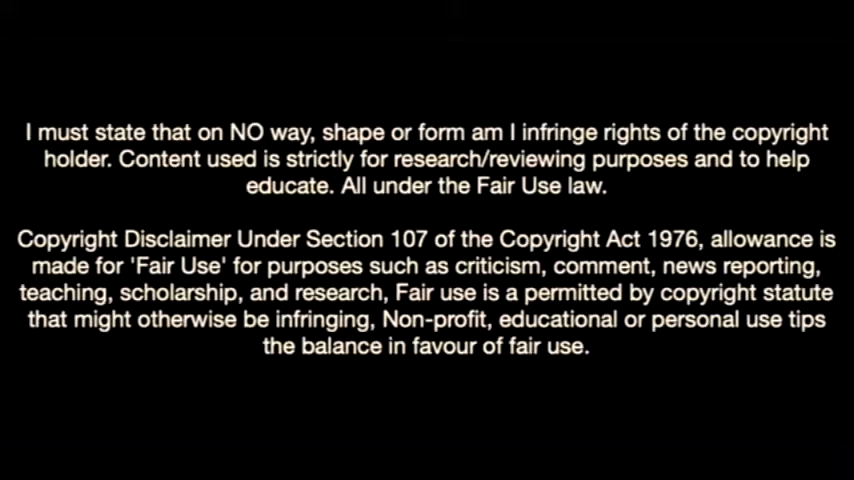 I must state that on NO way, shape or form am I infringe rights of the copyright
holder. Content used is strictly for research/reviewing purposes and to help
educate. All under the Fair Use law.
Copyright Disclaimer Under Section 107 of the Copyright Act 1976, allowance is
made for 'Fair Use' for purposes such as criticism, comment, news reporting,
teaching, scholarship, and research, Fair use is a permitted by copyright statute
that might otherwise be infringing, Non-profit, educational or personal use tips
the balance in favour of fair use.